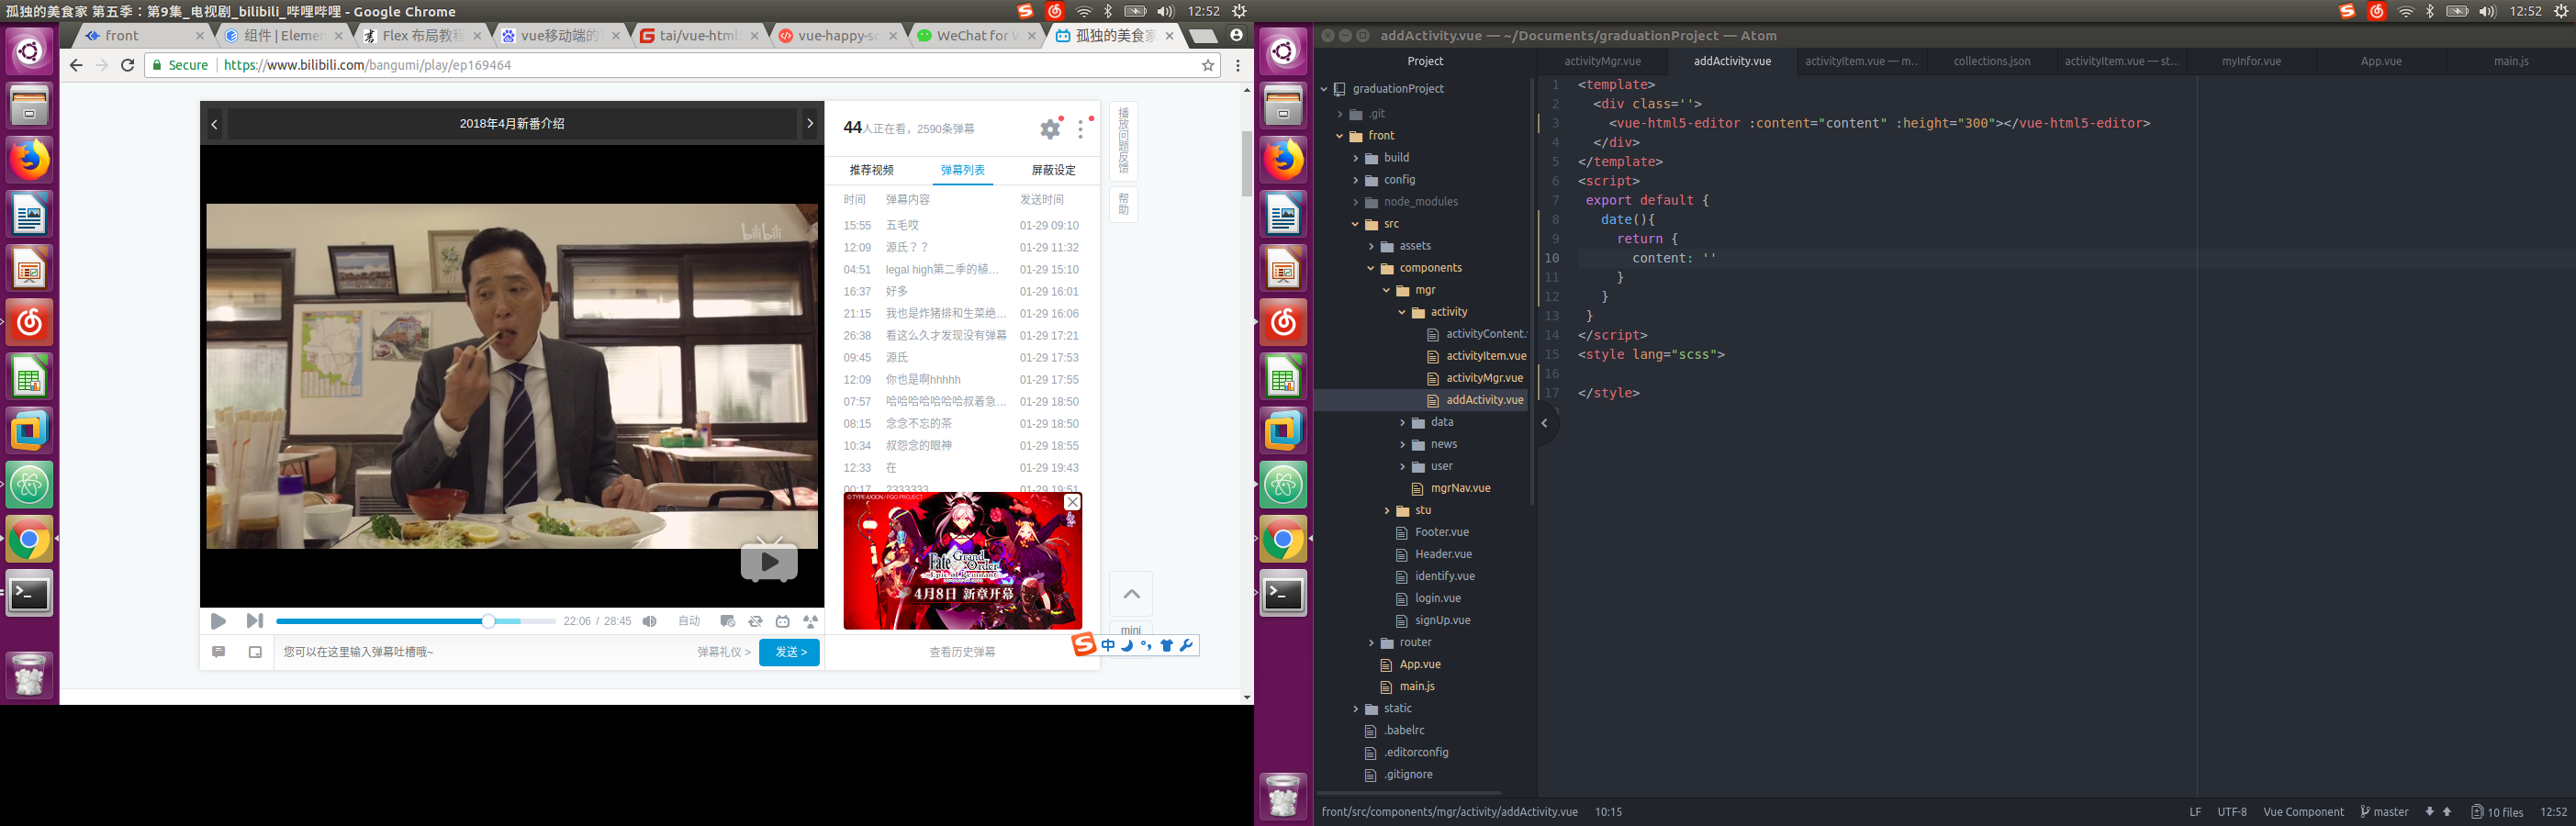 孤独的美食家 第五季：第9集_电视剧_bilibili_哔哩哔哩 - Google Chrome
12:52
front
组件 | Elemen
Flex 布局教程
vue移动端的
tai/vue-html5
vue-happy-sc
WeChat for W
孤独的美食家
Secure
https://www.bilibili.com/bangumi/play/ep169464
2018年4月新番介绍
bilibili
44人正在看，2590条弹幕
推荐视频 弹幕列表 屏蔽设定
时间 弹幕内容 发送时间
15:55 五毛哎 01-29 09:10
12:09 源氏？？ 01-29 11:32
04:51 legal high第二季的植... 01-29 15:10
16:37 好多 01-29 16:01
21:15 我也是炸猪排和生菜绝... 01-29 16:06
26:38 看这么久才发现没有弹幕 01-29 17:21
09:45 源氏 01-29 17:53
12:09 你也是啊hhhhh 01-29 17:55
07:57 哈哈哈哈哈哈哈叔着急... 01-29 18:50
08:15 念念不忘的茶 01-29 18:50
10:34 叔怨念的眼神 01-29 18:55
12:33 在 01-29 19:43
00:17 2333333 01-29 19:51
© TYPE-MOON / FGO PROJECT
Fate Grand Order
Epic of Remnant
4月8日 新章开幕
播放问题反馈
帮助
mini
22:06 / 28:45
自动
您可以在这里输入弹幕吐槽哦~
弹幕礼仪 >
发送 >
查看历史弹幕
中
12:52
addActivity.vue — ~/Documents/graduationProject — Atom
Project
activityMgr.vue
addActivity.vue
activityItem.vue — m...
collections.json
activityItem.vue — st...
myInfor.vue
App.vue
main.js
graduationProject
.git
front
build
config
node_modules
src
assets
components
mgr
activity
activityContent.
activityItem.vue
activityMgr.vue
addActivity.vue
data
news
user
mgrNav.vue
stu
Footer.vue
Header.vue
identify.vue
login.vue
signUp.vue
router
App.vue
main.js
static
.babelrc
.editorconfig
.gitignore
1 <template>
2 <div class=''>
3 <vue-html5-editor :content="content" :height="300"></vue-html5-editor>
4 </div>
5 </template>
6 <script>
7 export default {
8 date(){
9 return {
10 content: ''
11 }
12 }
13 }
14 </script>
15 <style lang="scss">
16
17 </style>
front/src/components/mgr/activity/addActivity.vue 10:15
LF UTF-8 Vue Component master 10 files 12:52